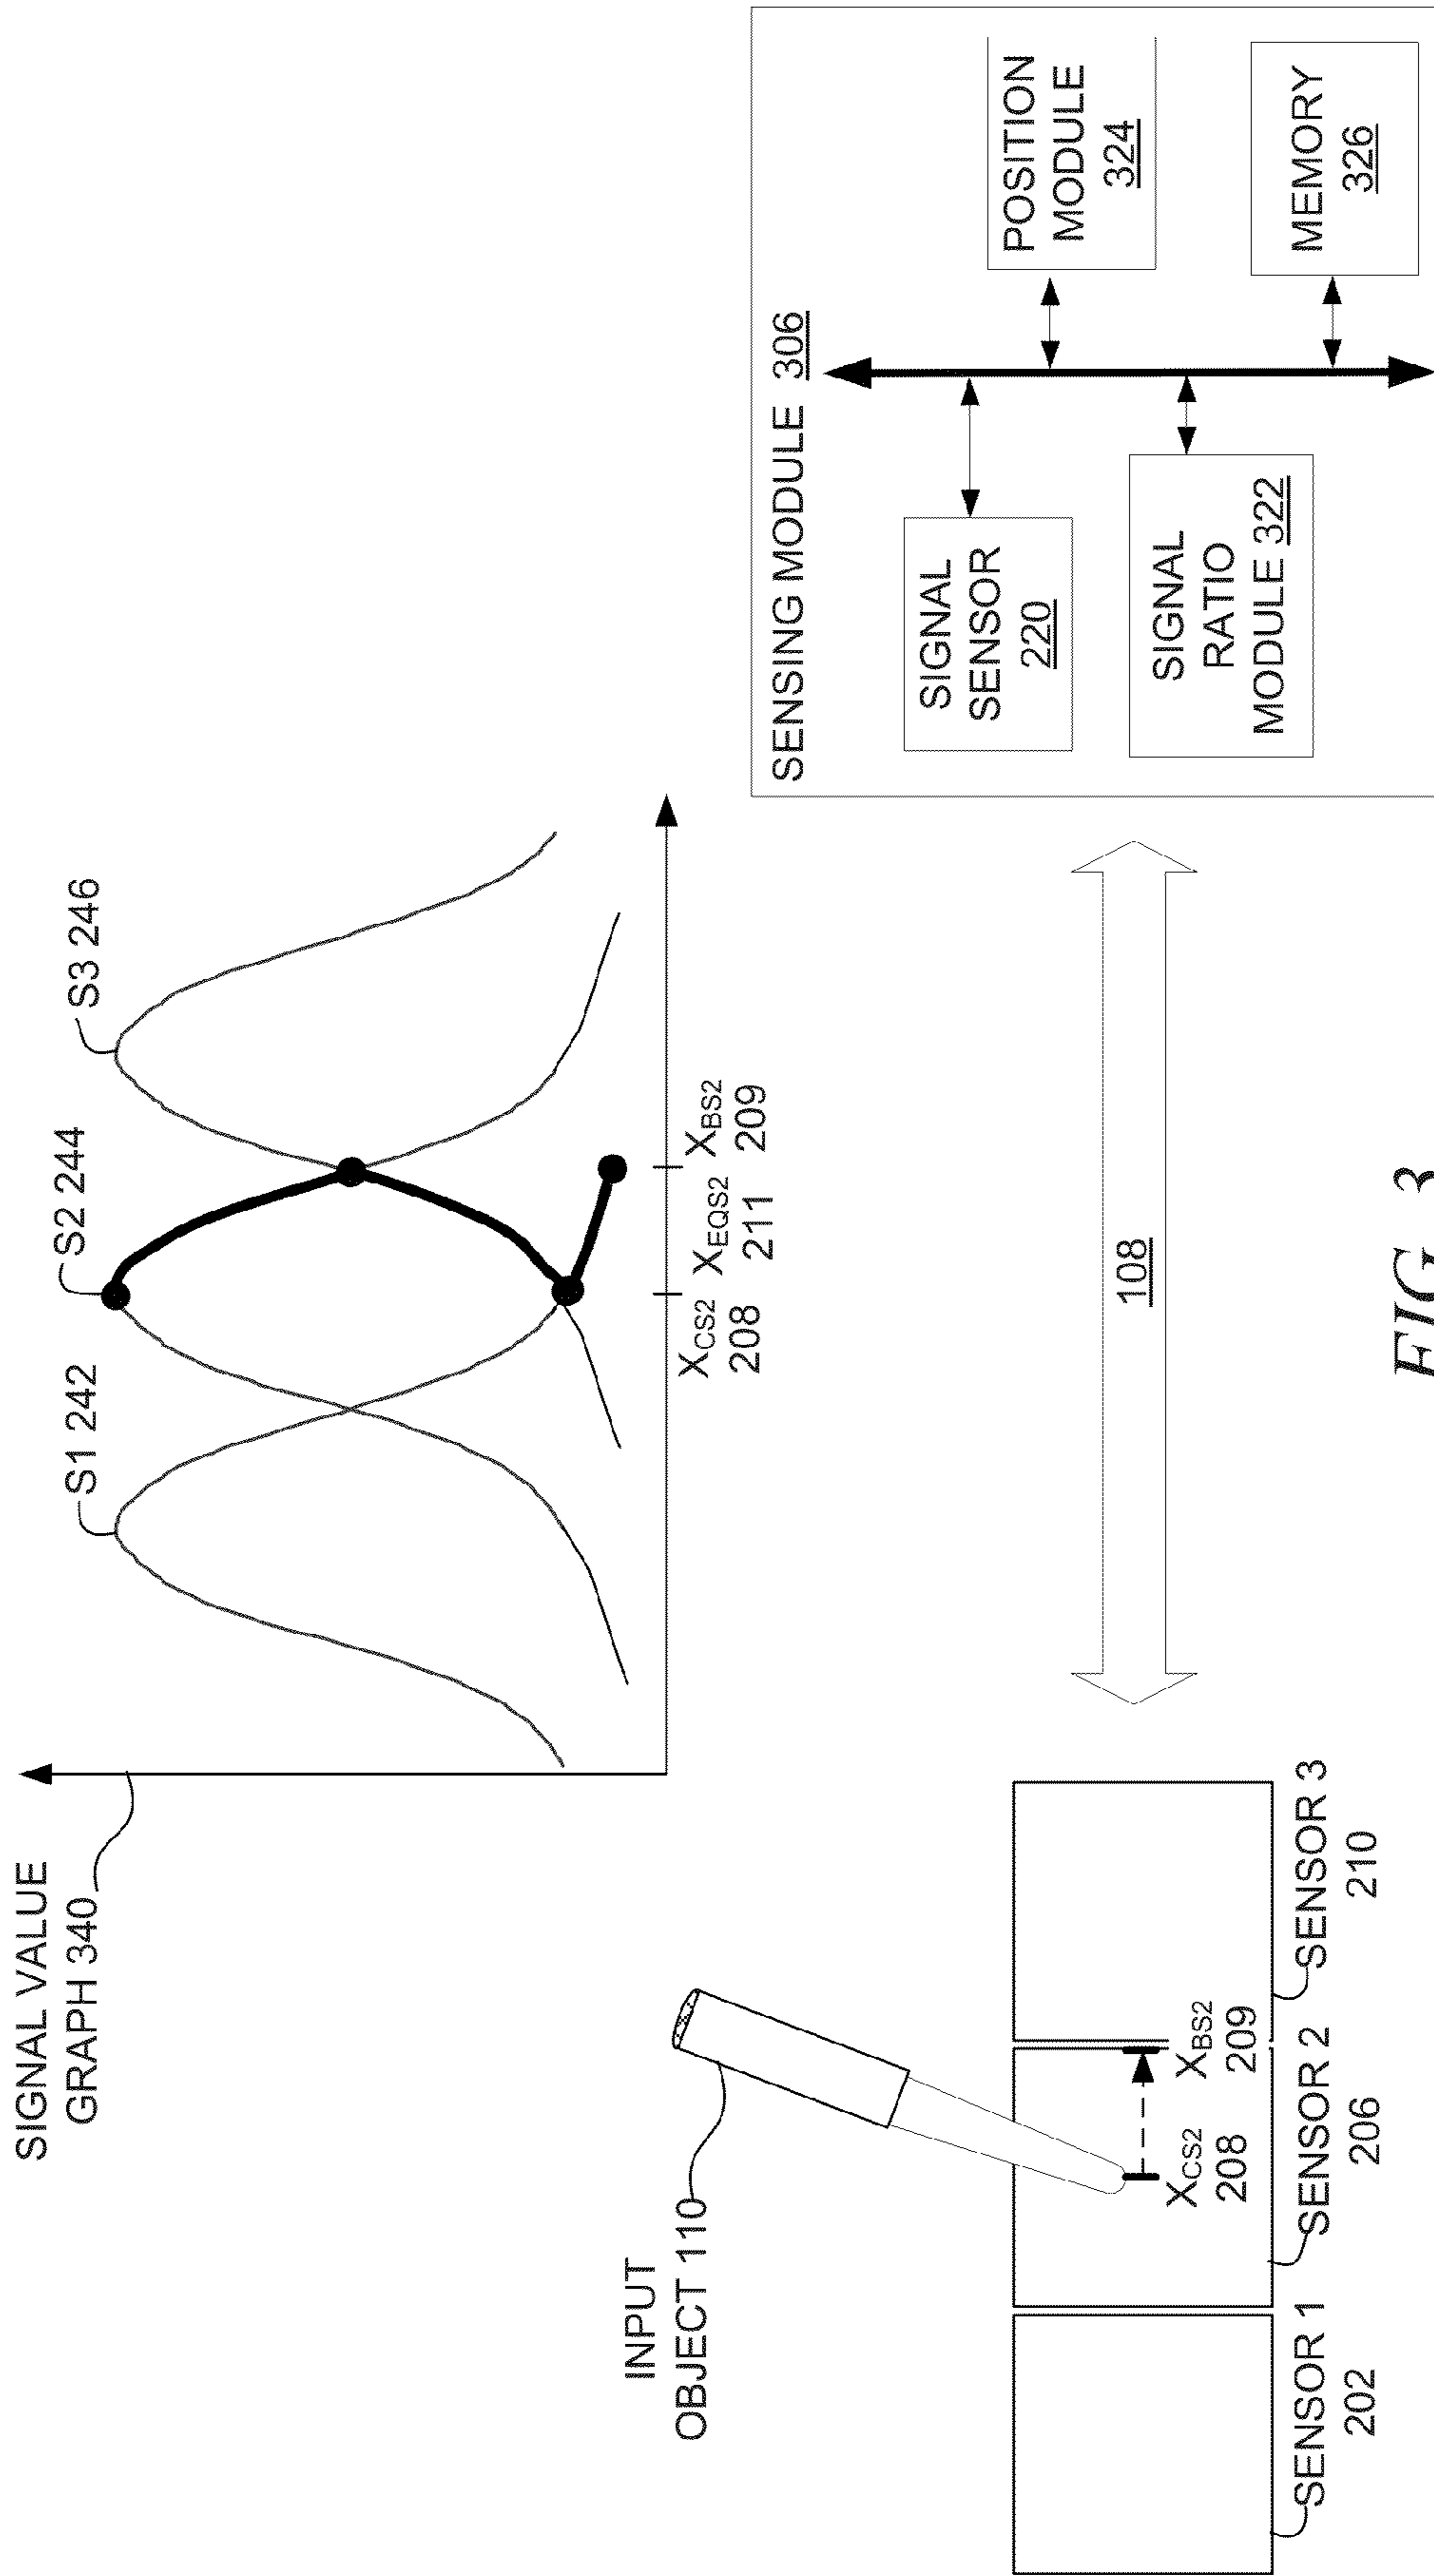 SIGNAL VALUE
GRAPH 340
S1 242
S2 244
S3 246
XCS2
208
XEQS2
211
XBS2
209
INPUT
OBJECT 110
XCS2
208
XBS2
209
SENSOR 1
202
SENSOR 2
206
SENSOR 3
210
108
SENSING MODULE 306
SIGNAL
SENSOR
220
POSITION
MODULE
324
SIGNAL
RATIO
MODULE 322
MEMORY
326
FIG. 3